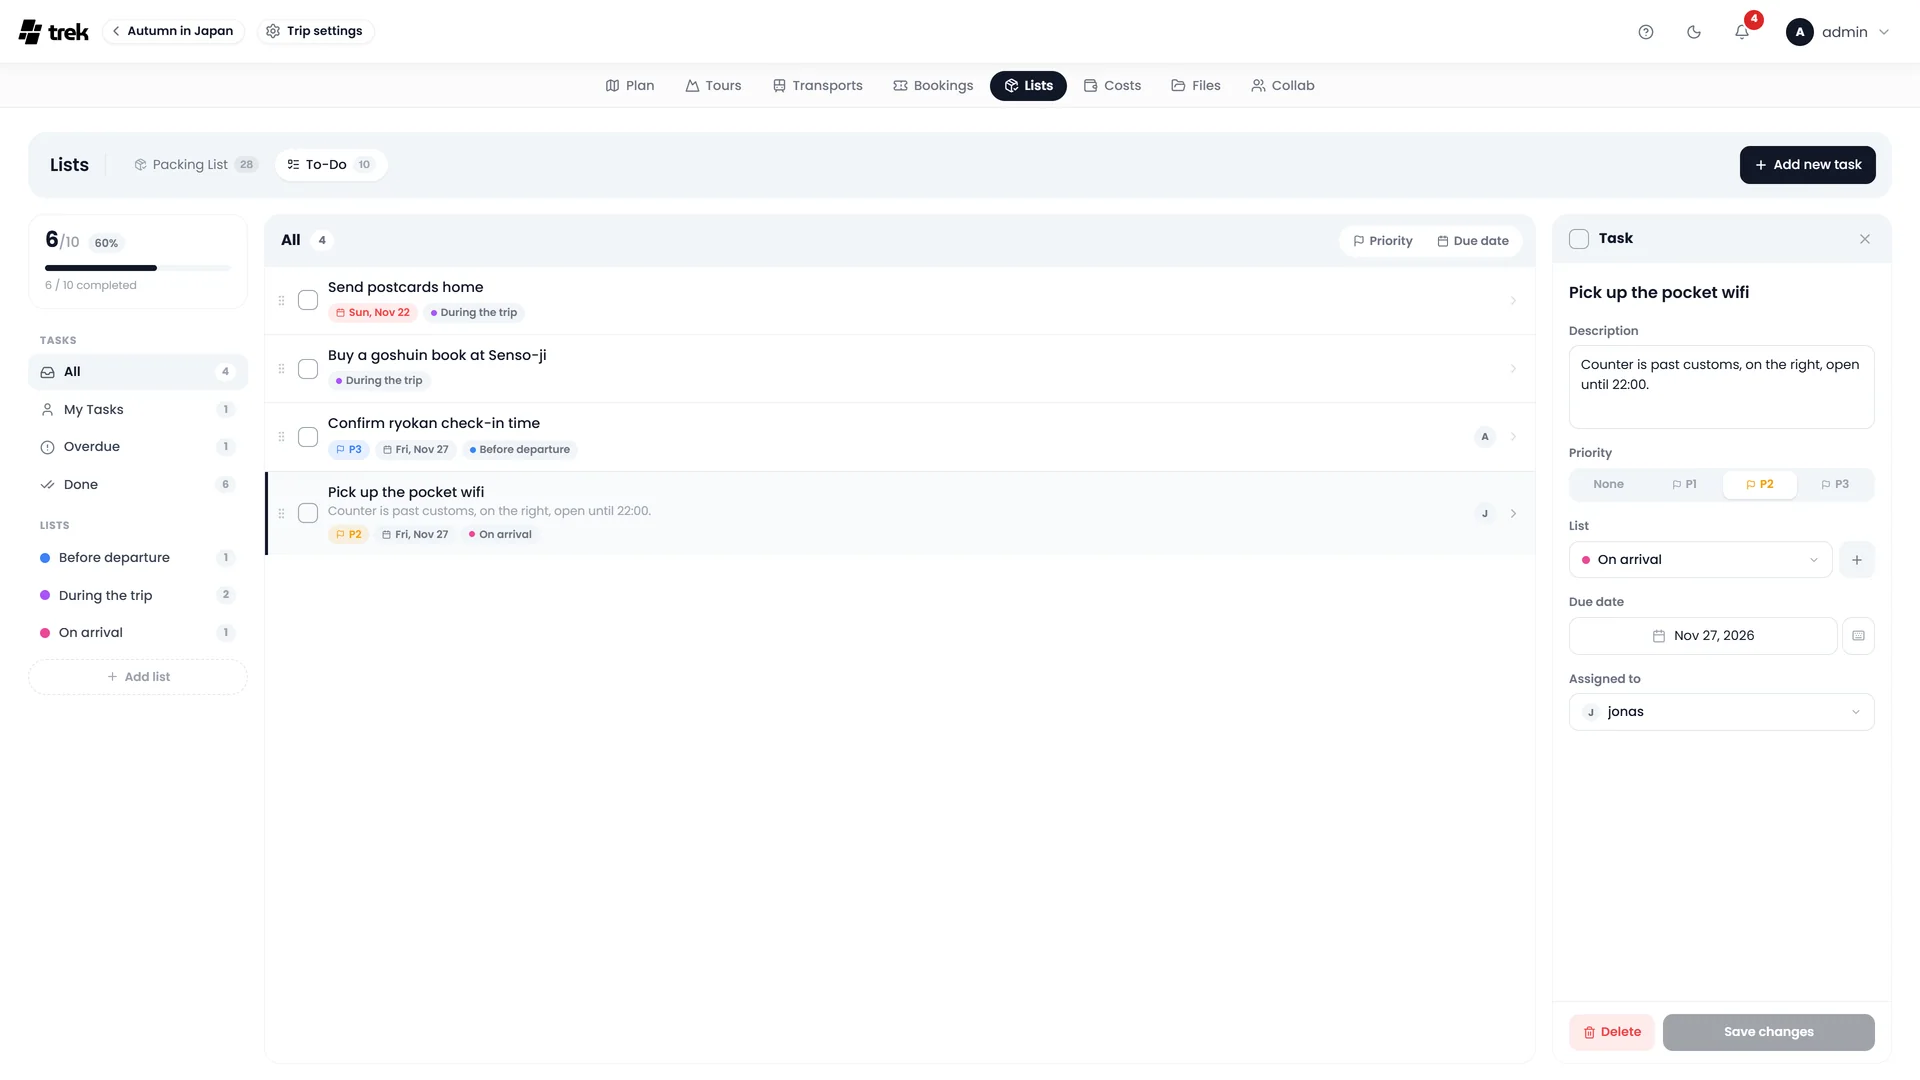 trek
Autumn in Japan
Trip settings
4
A
admin
Plan
Tours
Transports
Bookings
Lists
Costs
Files
Collab
Lists
Packing List 28
To-Do 10
Add new task
6/10 60%
6 / 10 completed
TASKS
All 4
My Tasks 1
Overdue 1
Done 6
LISTS
Before departure 1
During the trip 2
On arrival 1
Add list
All 4
Priority
Due date
Send postcards home
Sun, Nov 22
During the trip
Buy a goshuin book at Senso-ji
During the trip
Confirm ryokan check-in time
P3
Fri, Nov 27
Before departure
A
Pick up the pocket wifi
Counter is past customs, on the right, open until 22:00.
P2
Fri, Nov 27
On arrival
J
Task
Pick up the pocket wifi
Description
Counter is past customs, on the right, open
until 22:00.
Priority
None
P1
P2
P3
List
On arrival
Due date
Nov 27, 2026
Assigned to
J jonas
Delete
Save changes